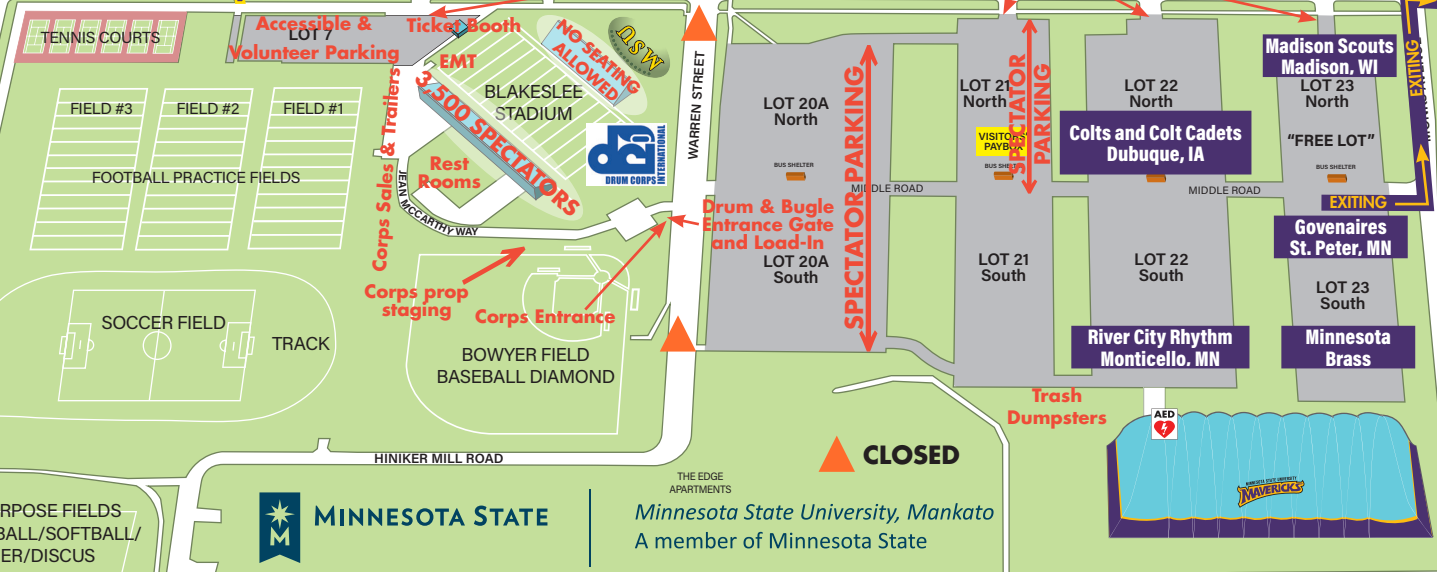 TENNIS COURTS
Accessible &
Volunteer Parking
LOT 7
Ticket Booth
EMT
NO SEATING
ALLOWED
MSU
3,500 SPECTATORS
BLAKESLEE
STADIUM
dci
DRUM CORPS
INTERNATIONAL
WARREN STREET
FIELD #3
FIELD #2
FIELD #1
FOOTBALL PRACTICE FIELDS
Corps Sales & Trailers
Rest
Rooms
JEAN MCCARTHY WAY
Drum & Bugle
Entrance Gate
and Load-In
Corps prop
staging
Corps Entrance
SOCCER FIELD
TRACK
BOWYER FIELD
BASEBALL DIAMOND
HINIKER MILL ROAD
LOT 20A
North
BUS SHELTER
SPECTATOR PARKING
MIDDLE ROAD
LOT 20A
South
LOT 21
North
SPECTATOR
PARKING
VISITORS'
PAYBOX
BUS SHELTER
LOT 21
South
LOT 22
North
Colts and Colt Cadets
Dubuque, IA
MIDDLE ROAD
LOT 22
South
River City Rhythm
Monticello, MN
Madison Scouts
Madison, WI
LOT 23
North
"FREE LOT"
BUS SHELTER
EXITING
EXITING
Govenaires
St. Peter, MN
LOT 23
South
Minnesota
Brass
Trash
Dumpsters
AED
MINNESOTA STATE UNIVERSITY
MAVERICKS
CLOSED
THE EDGE
APARTMENTS
RPOSE FIELDS
BALL/SOFTBALL/
ER/DISCUS
M
MINNESOTA STATE
Minnesota State University, Mankato
A member of Minnesota State